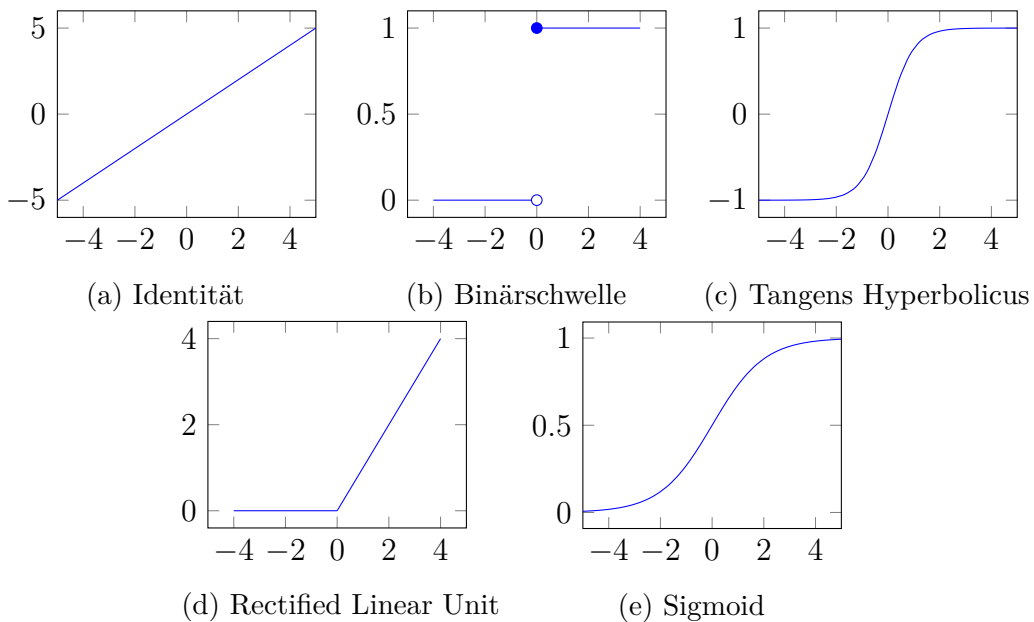 5
0
−5
−4 −2 0 2 4
(a) Identität
1
0.5
0
−4 −2 0 2 4
(b) Binärschwelle
1
0
−1
−4 −2 0 2 4
(c) Tangens Hyperbolicus
4
2
0
−4 −2 0 2 4
(d) Rectified Linear Unit
1
0.5
0
−4 −2 0 2 4
(e) Sigmoid